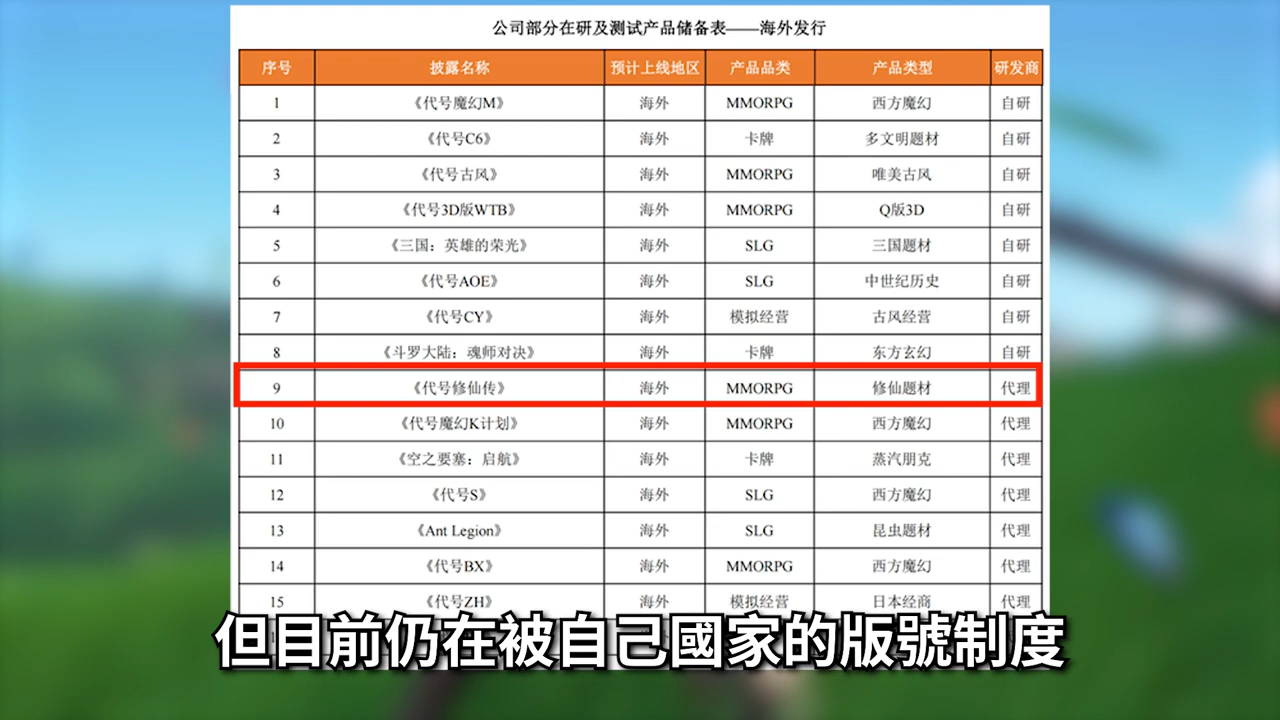 公司部分在研及测试产品储备表——海外发行
序号 披露名称 预计上线地区 产品品类 产品类型 研发商
1 《代号魔幻M》 海外 MMORPG 西方魔幻 自研
2 《代号C6》 海外 卡牌 多文明题材 自研
3 《代号古风》 海外 MMORPG 唯美古风 自研
4 《代号3D版WTB》 海外 MMORPG Q版3D 自研
5 《三国：英雄的荣光》 海外 SLG 三国题材 自研
6 《代号AOE》 海外 SLG 中世纪历史 自研
7 《代号CY》 海外 模拟经营 古风经营 自研
8 《斗罗大陆：魂师对决》 海外 卡牌 东方玄幻 自研
9 《代号修仙传》 海外 MMORPG 修仙题材 代理
10 《代号魔幻K计划》 海外 MMORPG 西方魔幻 代理
11 《空之要塞：启航》 海外 卡牌 蒸汽朋克 代理
12 《代号S》 海外 SLG 西方魔幻 代理
13 《Ant Legion》 海外 SLG 昆虫题材 代理
14 《代号BX》 海外 MMORPG 西方魔幻 代理
15 《代号ZH》 海外 模拟经营 日本经商 代理
但目前仍在被自己國家的版號制度